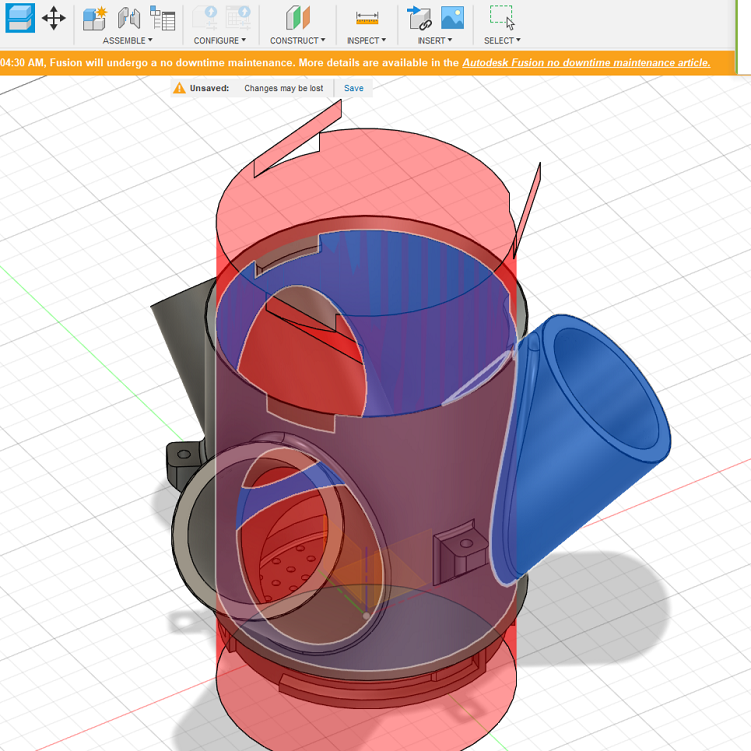 ASSEMBLE▾ CONFIGURE▾ CONSTRUCT▾ INSPECT▾ INSERT▾ SELECT▾
04:30 AM, Fusion will undergo a no downtime maintenance. More details are available in the Autodesk Fusion no downtime maintenance article.
Unsaved: Changes may be lost Save